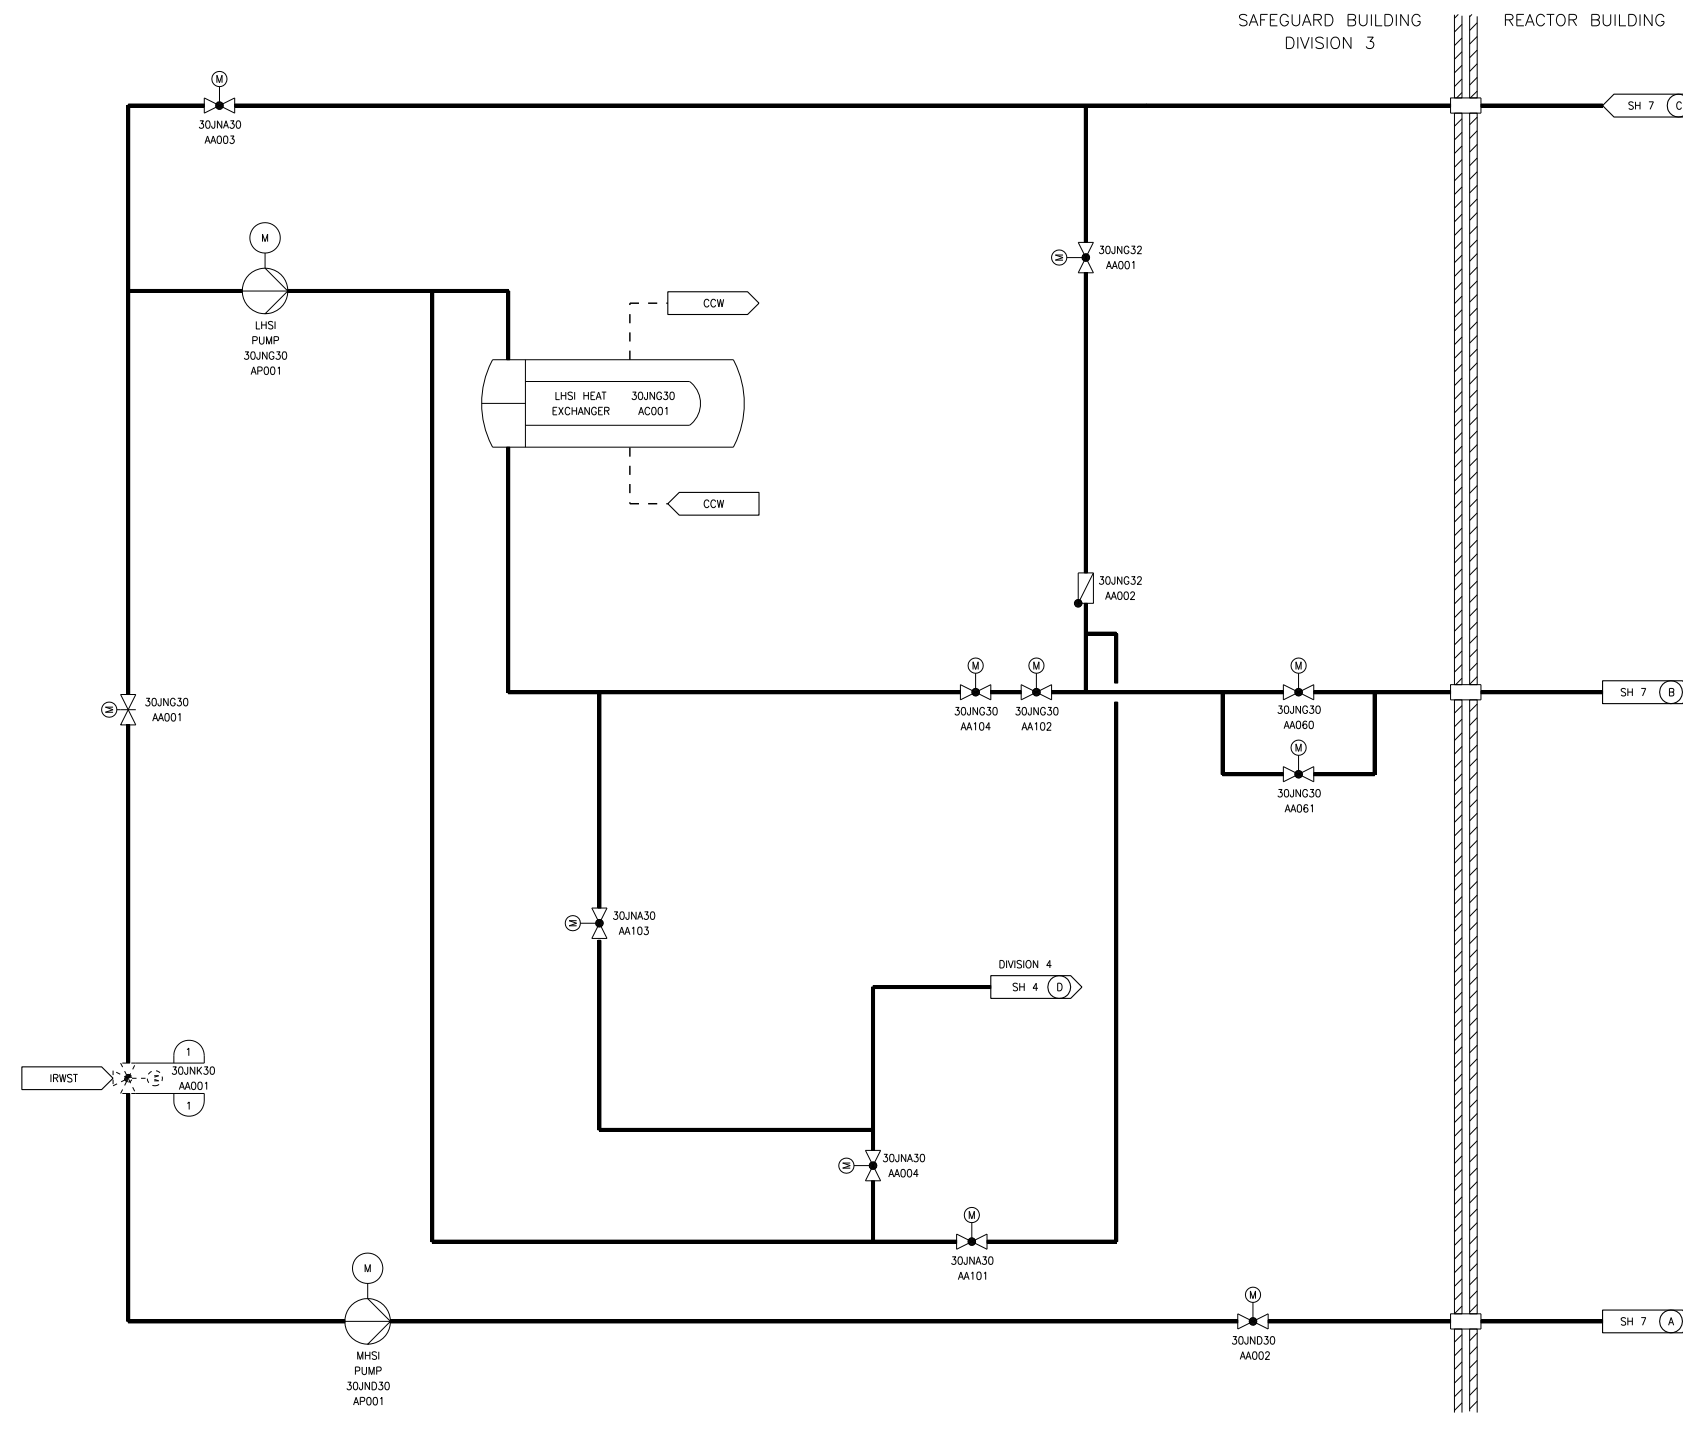 SAFEGUARD BUILDING
DIVISION 3
REACTOR BUILDING
M
30JNA30
AA003
SH 7 C
M
LHSI
PUMP
30JNG30
AP001
M
30JNG32
AA001
CCW
LHSI HEAT
EXCHANGER
30JNG30
AC001
CCW
30JNG32
AA002
M
30JNG30
AA001
M
30JNG30
AA104
M
30JNG30
AA102
M
30JNG30
AA060
SH 7 B
M
30JNG30
AA061
M
30JNA30
AA103
DIVISION 4
SH 4 D
IRWST
1
M
30JNK30
AA001
1
M
30JNA30
AA004
M
30JNA30
AA101
M
MHSI
PUMP
30JND30
AP001
M
30JND30
AA002
SH 7 A